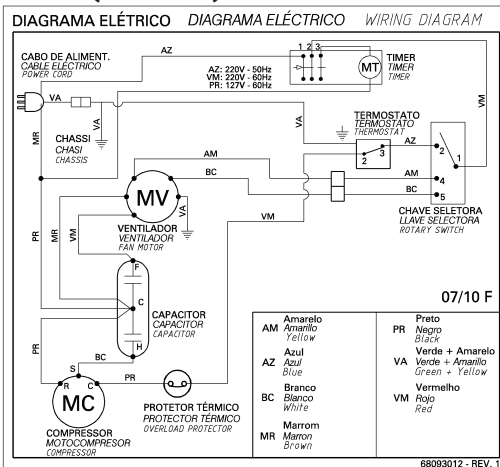 DIAGRAMA ELÉTRICO DIAGRAMA ELÉCTRICO WIRING DIAGRAM
CABO DE ALIMENT.
CABLE ELÉCTRICO
POWER CORD
AZ
AZ: 220V - 50Hz
VM: 220V - 60Hz
PR: 127V - 60Hz
1 2 3
MT
TIMER
TIMER
TIMER
VM
VA
VA
MR
CHASSI
CHASI
CHASSIS
VA
TERMOSTATO
TERMOSTATO
THERMOSTAT
2 3
AZ
2
1
4
5
AM
AM
BC
BC
CHAVE SELETORA
LLAVE SELECTORA
ROTARY SWITCH
MV
VA
VM
VENTILADOR
VENTILADOR
FAN MOTOR
PR
MR
VM
F
C
H
CAPACITOR
CAPACITOR
CAPACITOR
PR
BC
S
R C
MC
PR
COMPRESSOR
MOTOCOMPRESOR
COMPRESSOR
PROTETOR TÉRMICO
PROTECTOR TÉRMICO
OVERLOAD PROTECTOR
07/10 F
AM Amarelo
Amarillo
Yellow
AZ Azul
Azul
Blue
BC Branco
Blanco
White
MR Marrom
Marron
Brown
PR Preto
Negro
Black
VA Verde + Amarelo
Verde + Amarillo
Green + Yellow
VM Vermelho
Rojo
Red
68093012 - REV. 1